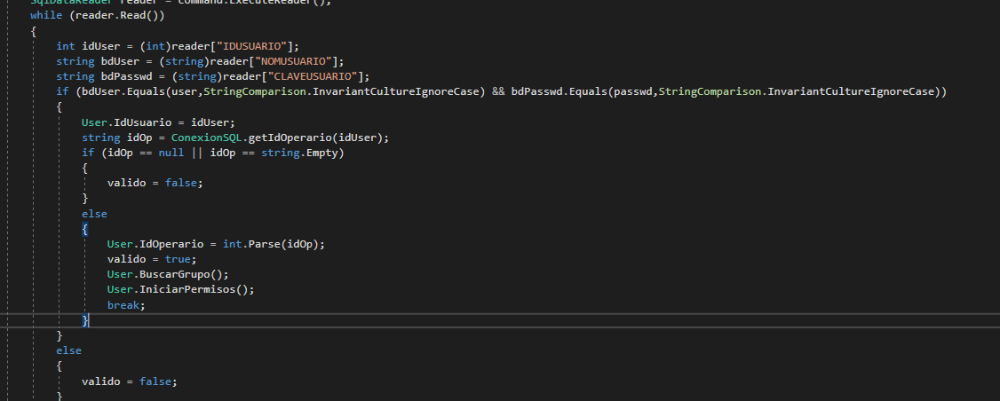 SqlDataReader reader = command.ExecuteReader();
while (reader.Read())
{
int idUser = (int)reader["IDUSUARIO"];
string bdUser = (string)reader["NOMUSUARIO"];
string bdPasswd = (string)reader["CLAVEUSUARIO"];
if (bdUser.Equals(user,StringComparison.InvariantCultureIgnoreCase) && bdPasswd.Equals(passwd,StringComparison.InvariantCultureIgnoreCase))
{
User.IdUsuario = idUser;
string idOp = ConexionSQL.getIdOperario(idUser);
if (idOp == null || idOp == string.Empty)
{
valido = false;
}
else
{
User.IdOperario = int.Parse(idOp);
valido = true;
User.BuscarGrupo();
User.IniciarPermisos();
break;
}
}
else
{
valido = false;
}